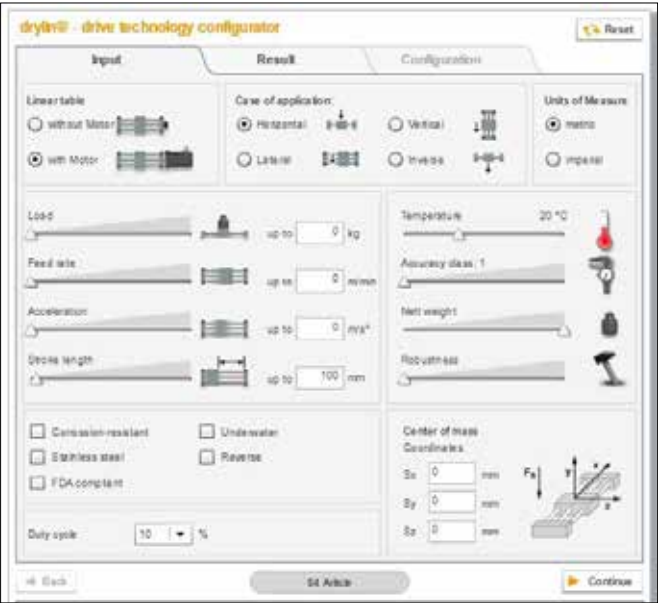 drylin® - drive technology configurator
Reset
Input
Result
Configuration
Linear table
without Motor
with Motor
Case of application:
Horizontal
Vertical
Lateral
Inverse
Units of Measure
metric
imperial
Load
up to 0 kg
Feed rate
up to 0 m/min
Acceleration
up to 0 m/s²
Stroke length
up to 100 mm
Temperature 20 °C
Accuracy class: 1
Nett weight
Robustness
Corrosion-resistant
Underwater
Stainless steel
Reverse
FDA compliant
Duty cycle 10 %
Center of mass
Coordinates
Sx 0 mm
Sy 0 mm
Sz 0 mm
y
x
z
Back
54 Article
Continue